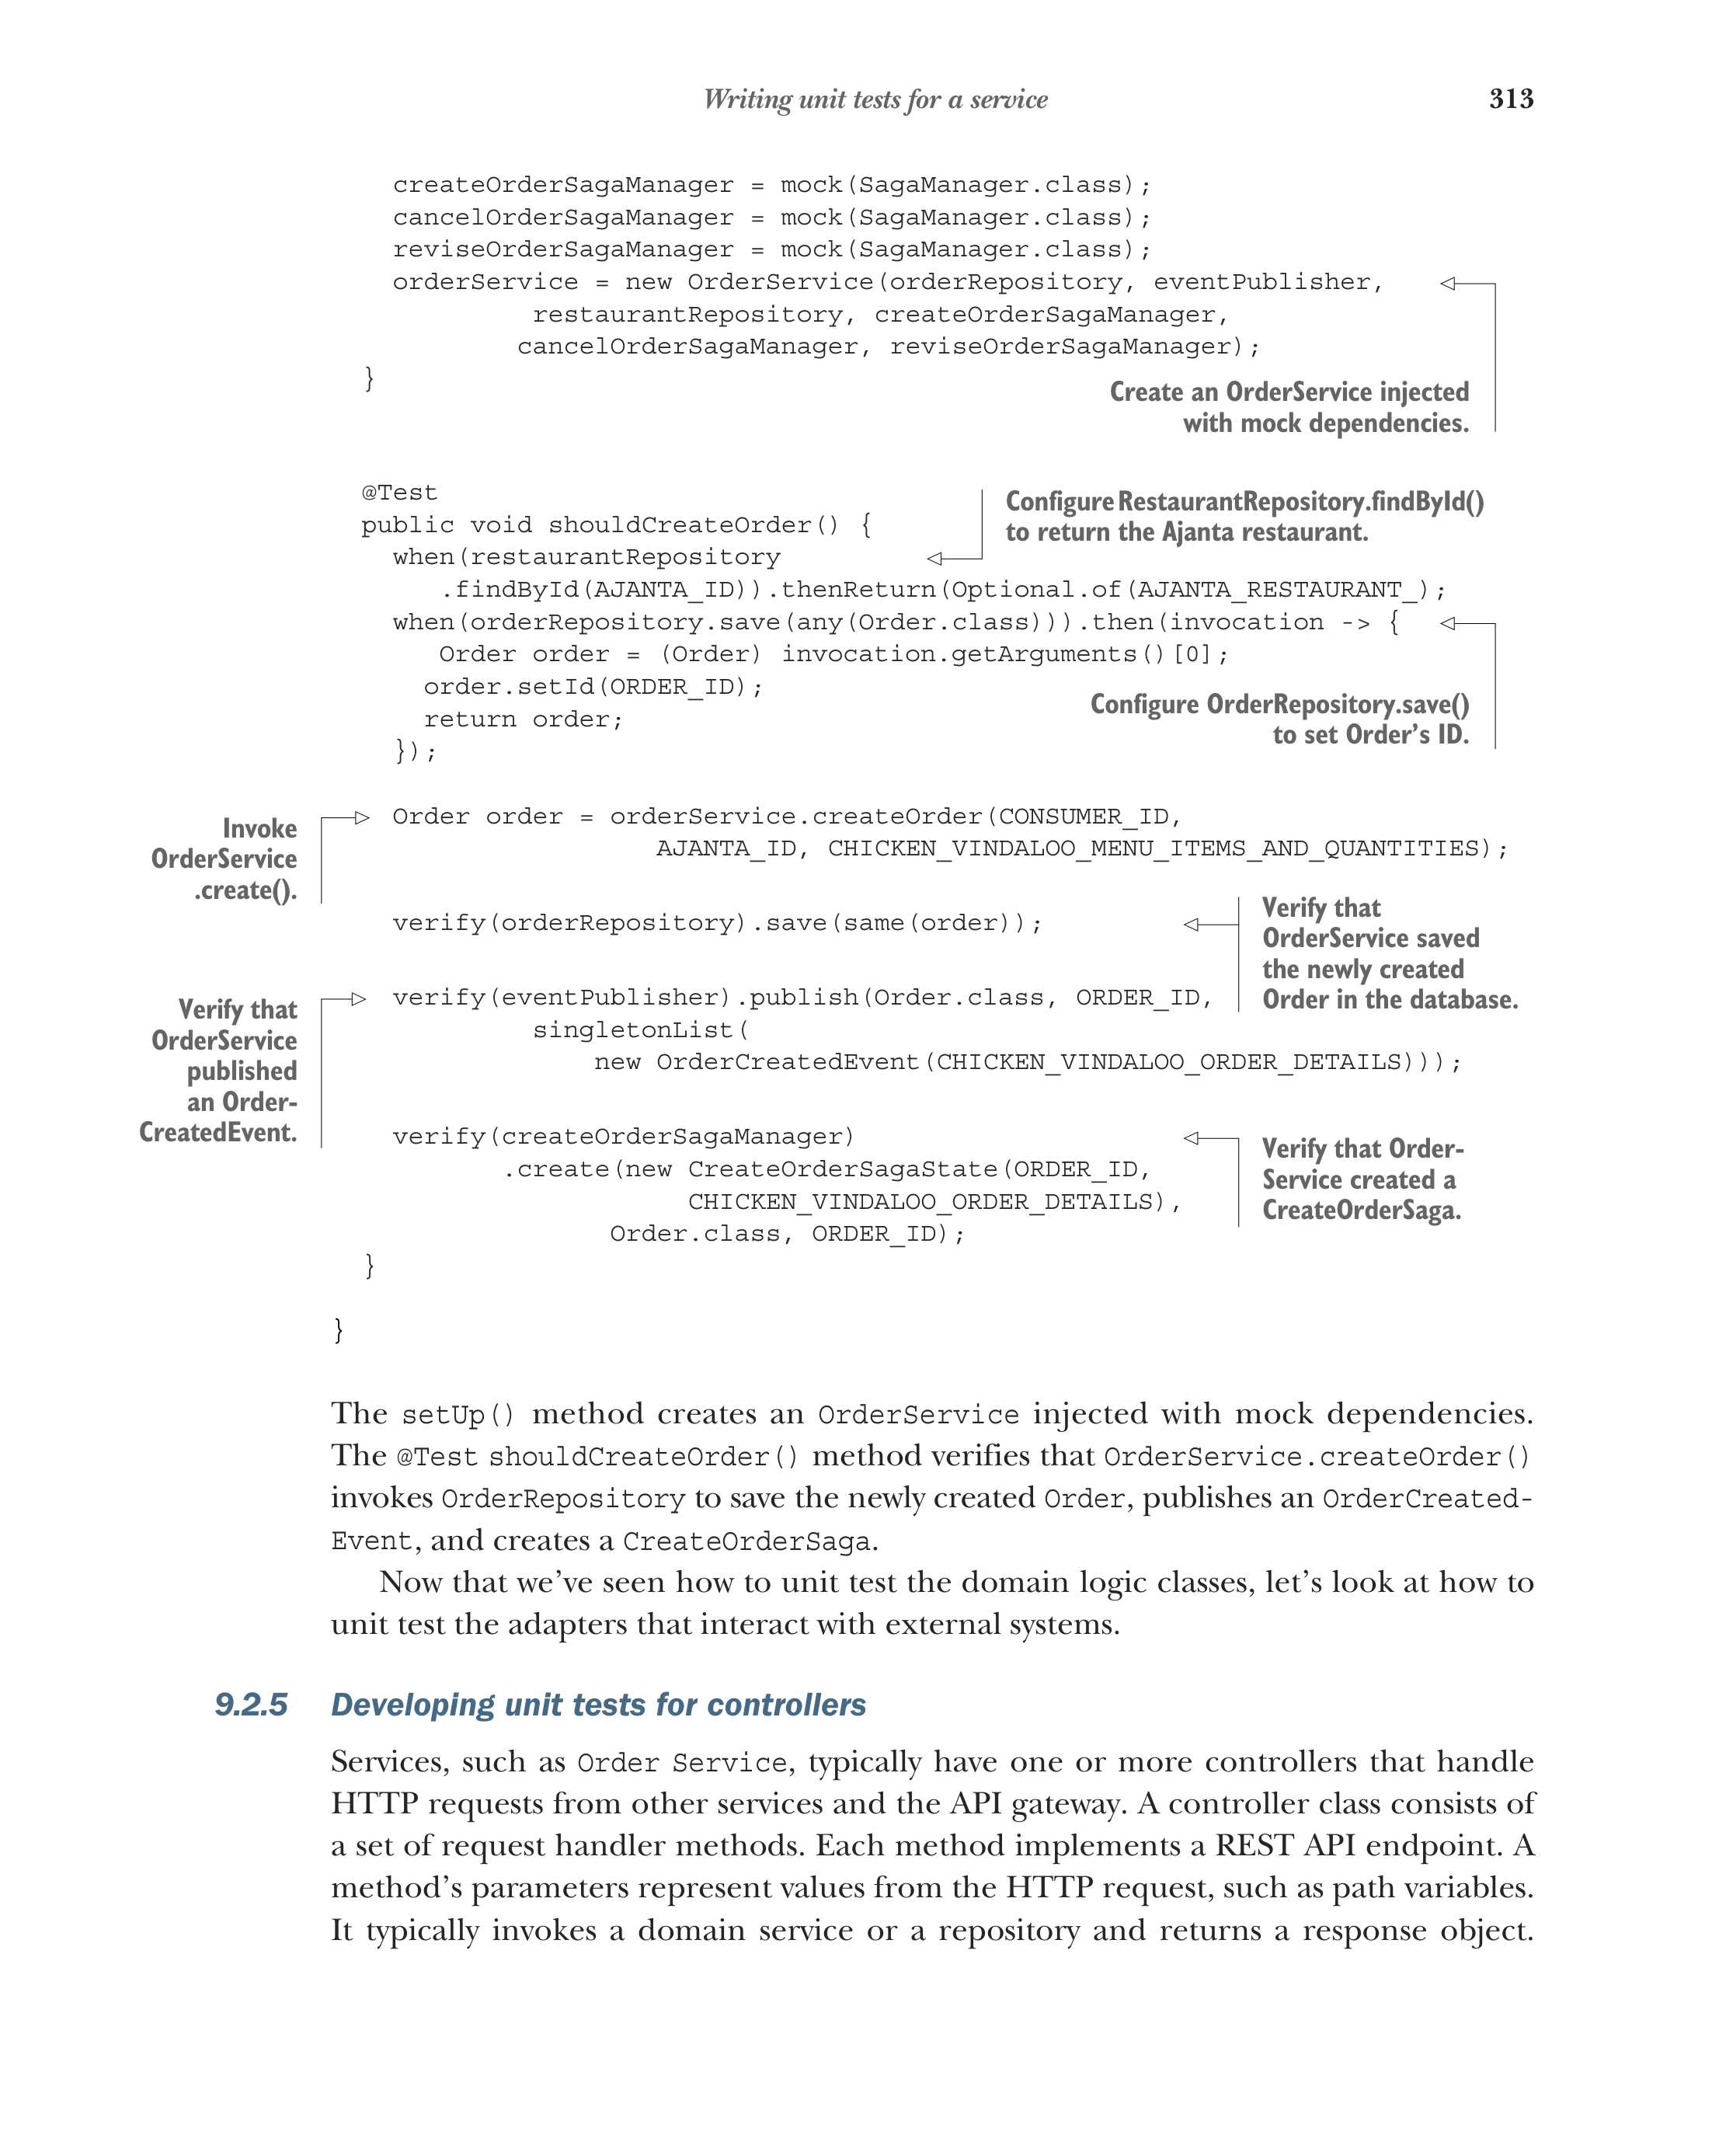 Writing unit tests for a service 313
createOrderSagaManager = mock(SagaManager.class);
cancelOrderSagaManager = mock(SagaManager.class);
reviseOrderSagaManager = mock(SagaManager.class);
orderService = new OrderService(orderRepository, eventPublisher,
restaurantRepository, createOrderSagaManager,
cancelOrderSagaManager, reviseOrderSagaManager);
}
Create an OrderService injected
with mock dependencies.
@Test
public void shouldCreateOrder() {
when(restaurantRepository
.findById(AJANTA_ID)).thenReturn(Optional.of(AJANTA_RESTAURANT_);
Configure RestaurantRepository.findById()
to return the Ajanta restaurant.
when(orderRepository.save(any(Order.class))).then(invocation -> {
Order order = (Order) invocation.getArguments()[0];
order.setId(ORDER_ID);
return order;
});
Configure OrderRepository.save()
to set Order's ID.
Invoke
OrderService
.create().
Order order = orderService.createOrder(CONSUMER_ID,
AJANTA_ID, CHICKEN_VINDALOO_MENU_ITEMS_AND_QUANTITIES);
verify(orderRepository).save(same(order));
Verify that
OrderService saved
the newly created
Order in the database.
Verify that
OrderService
published
an Order-
CreatedEvent.
verify(eventPublisher).publish(Order.class, ORDER_ID,
singletonList(
new OrderCreatedEvent(CHICKEN_VINDALOO_ORDER_DETAILS)));
verify(createOrderSagaManager)
.create(new CreateOrderSagaState(ORDER_ID,
CHICKEN_VINDALOO_ORDER_DETAILS),
Order.class, ORDER_ID);
Verify that Order-
Service created a
CreateOrderSaga.
}
}
The setUp() method creates an OrderService injected with mock dependencies.
The @Test shouldCreateOrder() method verifies that OrderService.createOrder()
invokes OrderRepository to save the newly created Order, publishes an OrderCreated-
Event, and creates a CreateOrderSaga.
Now that we've seen how to unit test the domain logic classes, let's look at how to
unit test the adapters that interact with external systems.
9.2.5 Developing unit tests for controllers
Services, such as Order Service, typically have one or more controllers that handle
HTTP requests from other services and the API gateway. A controller class consists of
a set of request handler methods. Each method implements a REST API endpoint. A
method's parameters represent values from the HTTP request, such as path variables.
It typically invokes a domain service or a repository and returns a response object.